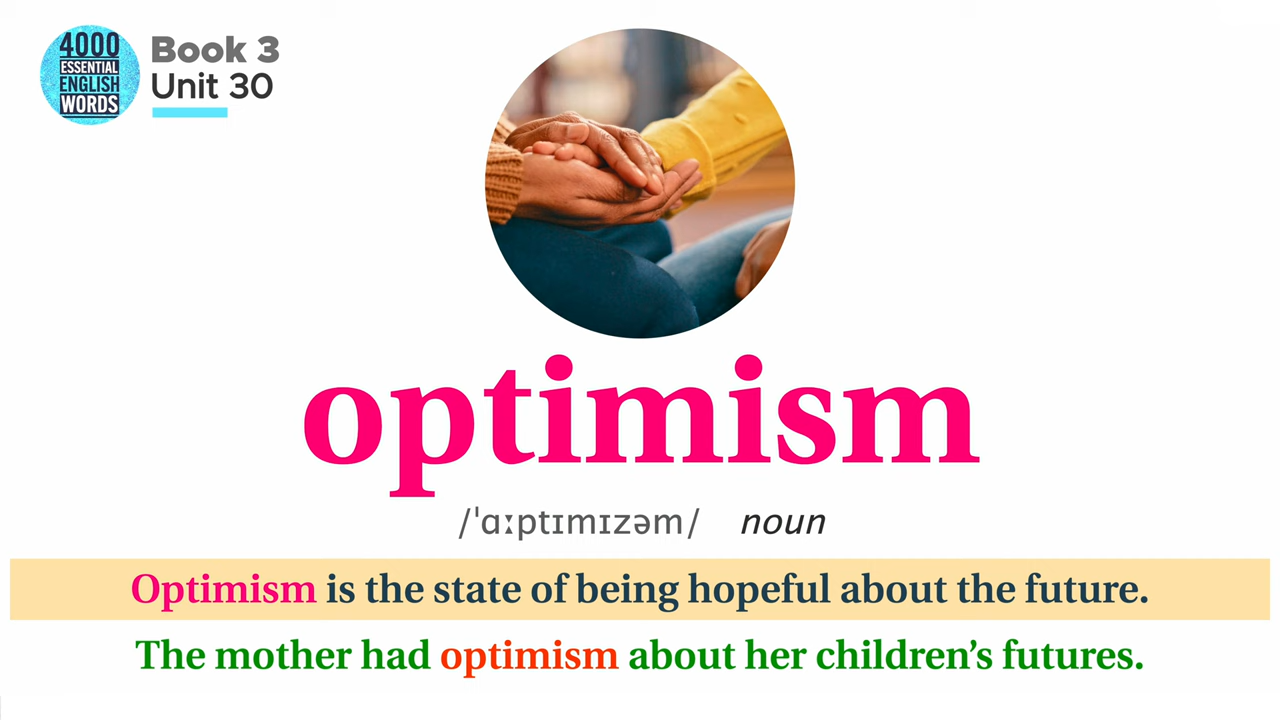 4000
ESSENTIAL
ENGLISH
WORDS
Book 3
Unit 30
optimism
/ˈɑːptɪmɪzəm/ noun
Optimism is the state of being hopeful about the future.
The mother had optimism about her children’s futures.